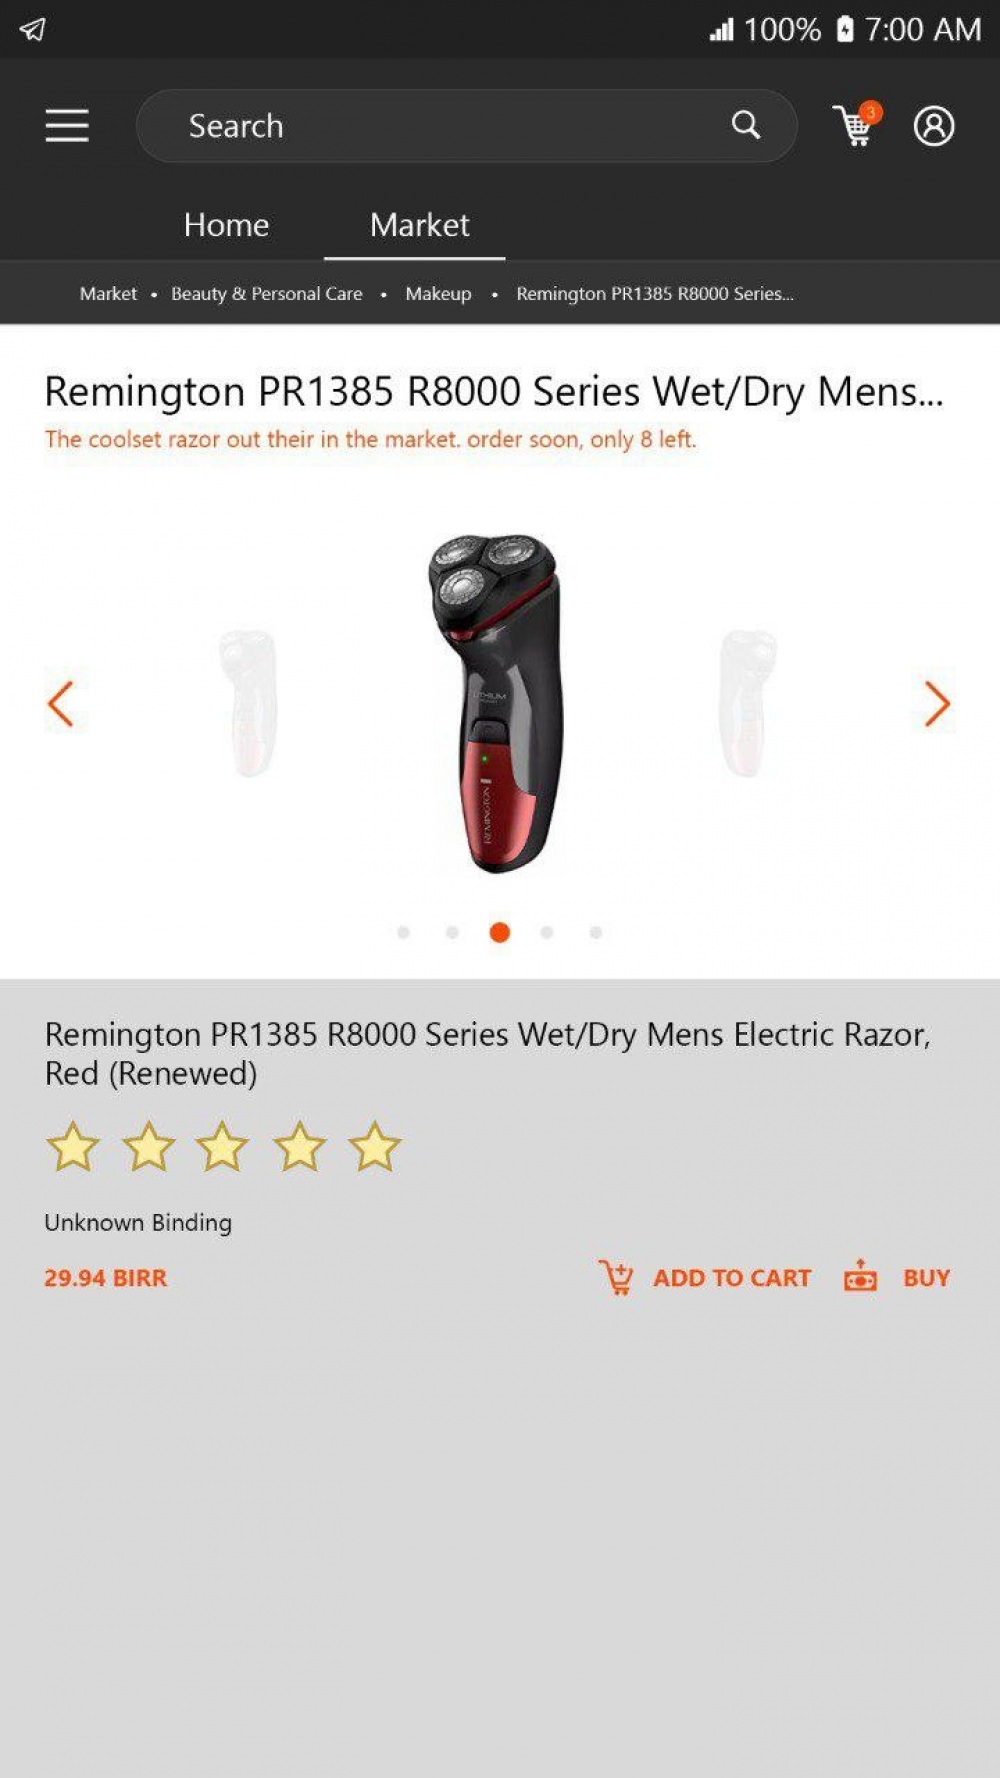 100% 7:00 AM
Search
3
Home Market
Market • Beauty & Personal Care • Makeup • Remington PR1385 R8000 Series...
Remington PR1385 R8000 Series Wet/Dry Mens...
The coolset razor out their in the market. order soon, only 8 left.
LITHIUM
REMINGTON
Remington PR1385 R8000 Series Wet/Dry Mens Electric Razor,
Red (Renewed)
Unknown Binding
29.94 BIRR ADD TO CART BUY